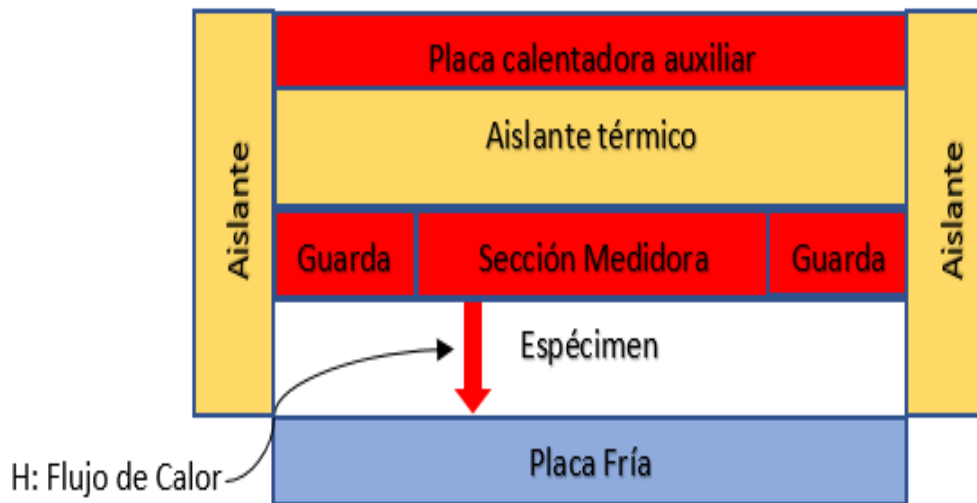 Placa calentadora auxiliar
Aislante térmico
Aislante
Aislante
Guarda
Sección Medidora
Guarda
Espécimen
H: Flujo de Calor
Placa Fría